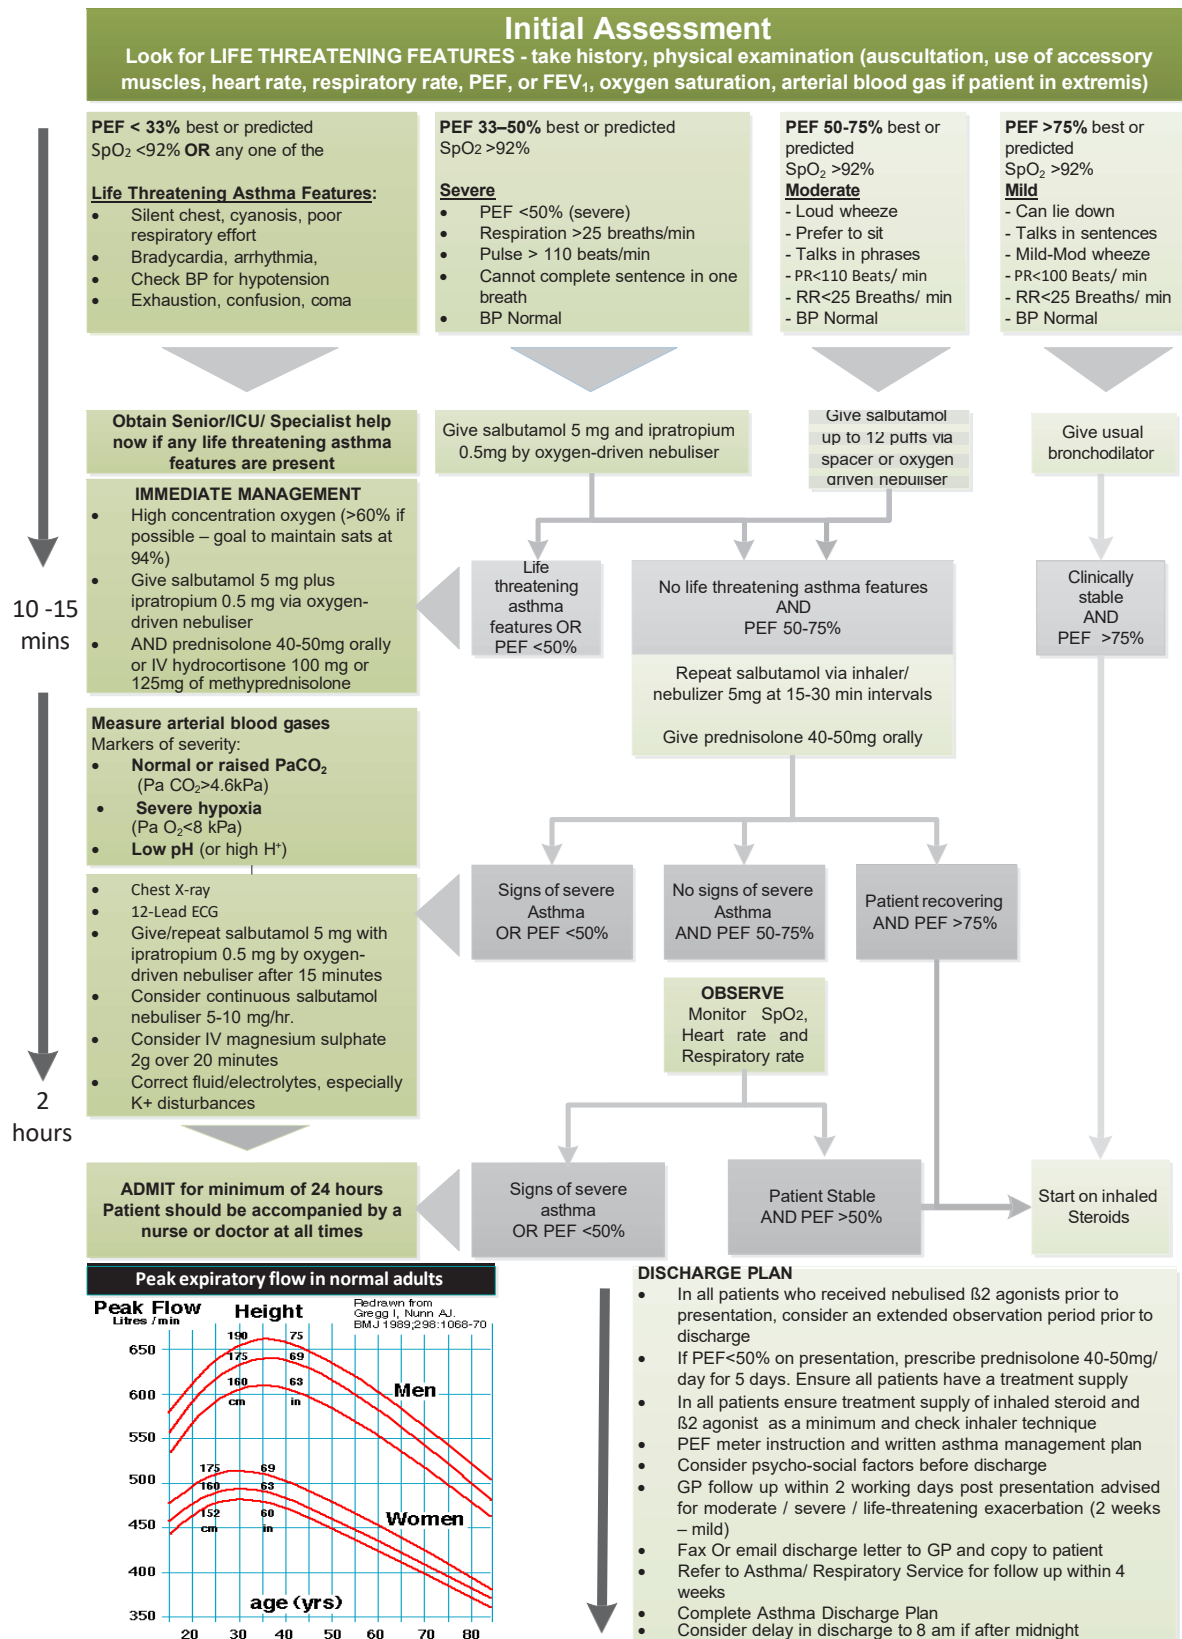 Initial Assessment
Look for LIFE THREATENING FEATURES - take history, physical examination (auscultation, use of accessory
muscles, heart rate, respiratory rate, PEF, or FEV₁, oxygen saturation, arterial blood gas if patient in extremis)
PEF < 33% best or predicted
SpO₂ <92% OR any one of the
Life Threatening Asthma Features:
• Silent chest, cyanosis, poor
respiratory effort
• Bradycardia, arrhythmia,
• Check BP for hypotension
• Exhaustion, confusion, coma
PEF 33–50% best or predicted
SpO2 >92%
Severe
• PEF <50% (severe)
• Respiration >25 breaths/min
• Pulse > 110 beats/min
• Cannot complete sentence in one
breath
• BP Normal
PEF 50-75% best or
predicted
SpO₂ >92%
Moderate
- Loud wheeze
- Prefer to sit
- Talks in phrases
- PR<110 Beats/ min
- RR<25 Breaths/ min
- BP Normal
PEF >75% best or
predicted
SpO₂ >92%
Mild
- Can lie down
- Talks in sentences
- Mild-Mod wheeze
- PR<100 Beats/ min
- RR<25 Breaths/ min
- BP Normal
Obtain Senior/ICU/ Specialist help
now if any life threatening asthma
features are present
Give salbutamol 5 mg and ipratropium
0.5mg by oxygen-driven nebuliser
Give salbutamol
up to 12 puffs via
spacer or oxygen
driven nebuliser
Give usual
bronchodilator
IMMEDIATE MANAGEMENT
• High concentration oxygen (>60% if
possible – goal to maintain sats at
94%)
• Give salbutamol 5 mg plus
ipratropium 0.5 mg via oxygen-
driven nebuliser
• AND prednisolone 40-50mg orally
or IV hydrocortisone 100 mg or
125mg of methyprednisolone
10 -15
mins
Life
threatening
asthma
features OR
PEF <50%
No life threatening asthma features
AND
PEF 50-75%
Clinically
stable
AND
PEF >75%
Repeat salbutamol via inhaler/
nebulizer 5mg at 15-30 min intervals
Give prednisolone 40-50mg orally
Measure arterial blood gases
Markers of severity:
• Normal or raised PaCO₂
(Pa CO₂>4.6kPa)
• Severe hypoxia
(Pa O₂<8 kPa)
• Low pH (or high H⁺)
• Chest X-ray
• 12-Lead ECG
• Give/repeat salbutamol 5 mg with
ipratropium 0.5 mg by oxygen-
driven nebuliser after 15 minutes
• Consider continuous salbutamol
nebuliser 5-10 mg/hr.
• Consider IV magnesium sulphate
2g over 20 minutes
• Correct fluid/electrolytes, especially
K+ disturbances
Signs of severe
Asthma
OR PEF <50%
No signs of severe
Asthma
AND PEF 50-75%
Patient recovering
AND PEF >75%
OBSERVE
Monitor SpO2,
Heart rate and
Respiratory rate
2
hours
ADMIT for minimum of 24 hours
Patient should be accompanied by a
nurse or doctor at all times
Signs of severe
asthma
OR PEF <50%
Patient Stable
AND PEF >50%
Start on inhaled
Steroids
Peak expiratory flow in normal adults
Peak Flow
Litres / min
Height
Redrawn from
Gregg I, Nunn AJ.
BMJ 1989;298:1068-70
650
600
550
500
450
400
350
190 75
175 69
160 63
cm in
Men
175 69
160 63
152 60
cm in
Women
age (yrs)
20 30 40 50 60 70 80
DISCHARGE PLAN
• In all patients who received nebulised ß2 agonists prior to
presentation, consider an extended observation period prior to
discharge
• If PEF<50% on presentation, prescribe prednisolone 40-50mg/
day for 5 days. Ensure all patients have a treatment supply
• In all patients ensure treatment supply of inhaled steroid and
ß2 agonist as a minimum and check inhaler technique
• PEF meter instruction and written asthma management plan
• Consider psycho-social factors before discharge
• GP follow up within 2 working days post presentation advised
for moderate / severe / life-threatening exacerbation (2 weeks
– mild)
• Fax Or email discharge letter to GP and copy to patient
• Refer to Asthma/ Respiratory Service for follow up within 4
weeks
• Complete Asthma Discharge Plan
• Consider delay in discharge to 8 am if after midnight